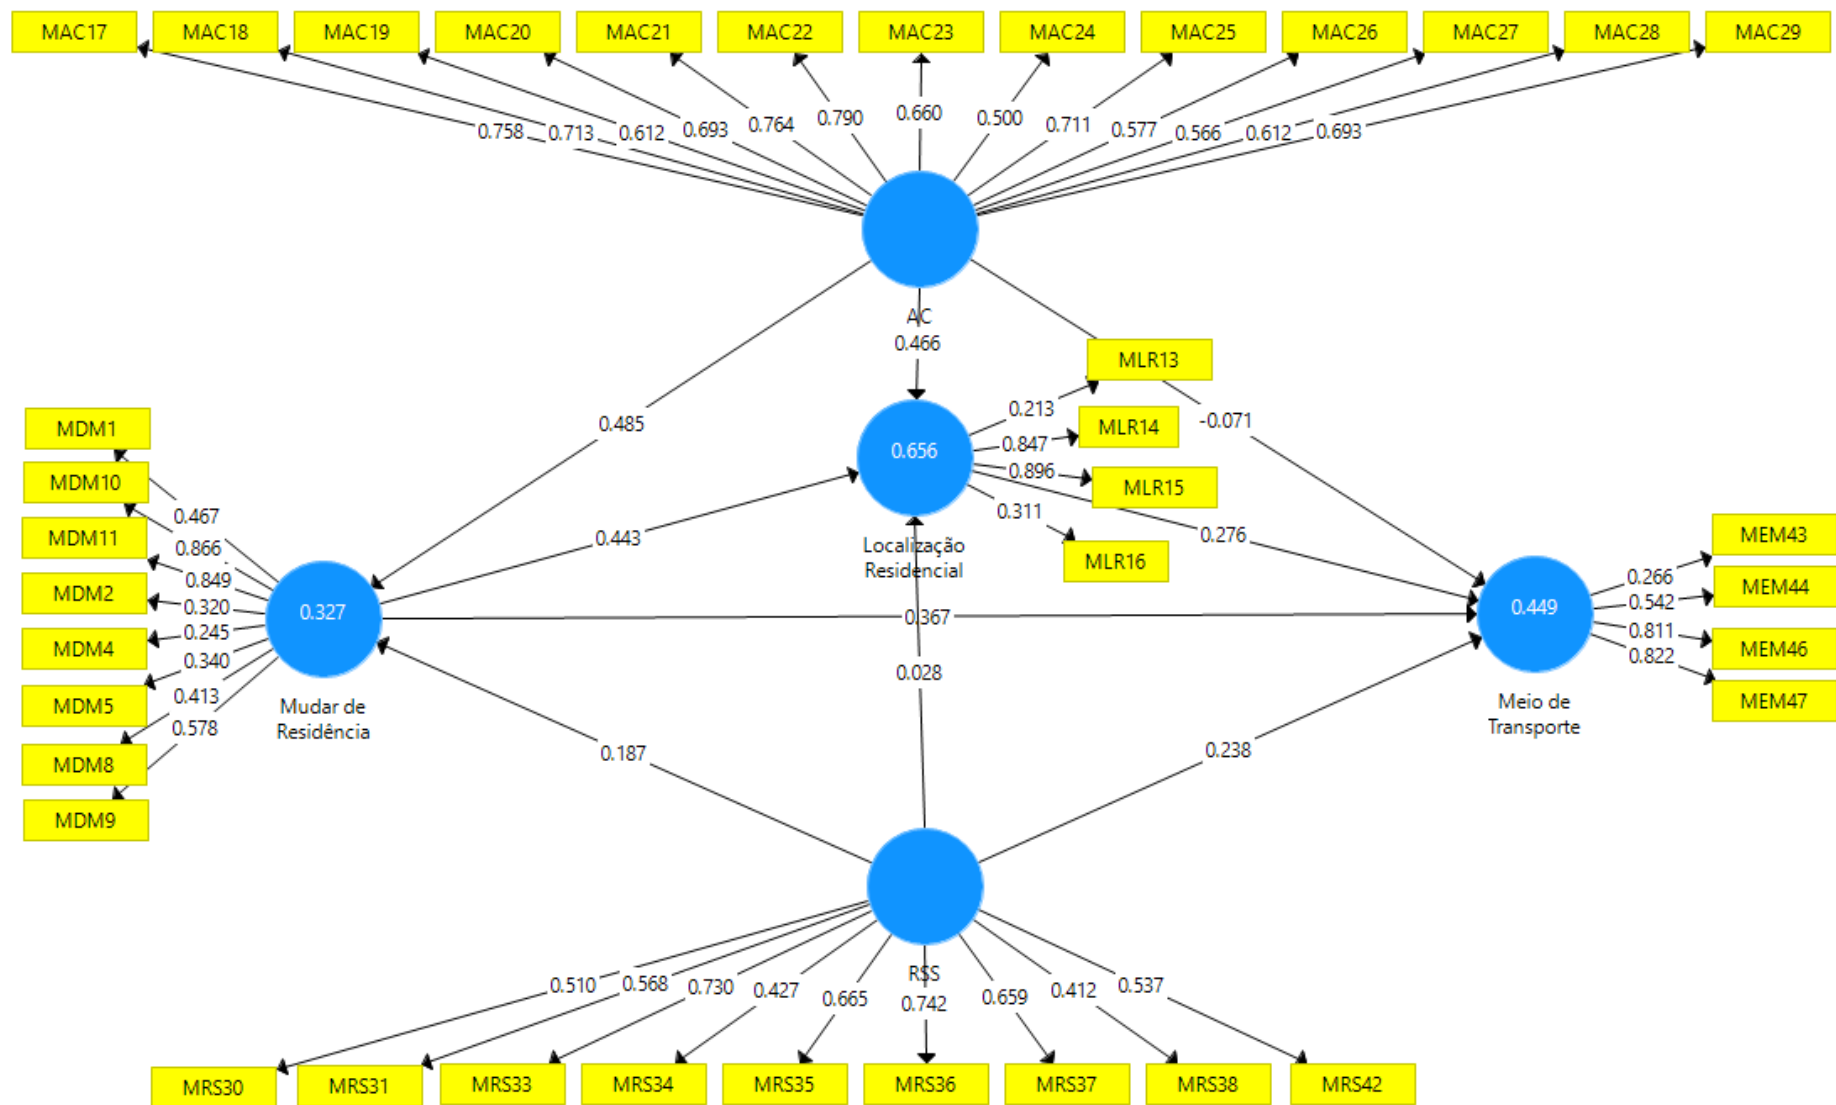 MAC17 MAC18 MAC19 MAC20 MAC21 MAC22 MAC23 MAC24 MAC25 MAC26 MAC27 MAC28 MAC29
0.758 0.713 0.612 0.693 0.764 0.790 0.660 0.500 0.711 0.577 0.566 0.612 0.693
AC
0.466
MLR13
0.213
-0.071
0.485
MLR14
0.847
0.656
0.896
MLR15
0.311
0.276
MLR16
Localização
Residencial
0.443
MDM1
MDM10
0.467
MDM11
0.866
0.849
MDM2
0.320
0.245
MDM4
0.340
MDM5
0.413
0.578
MDM8
MDM9
0.327
Mudar de
Residência
0.367
0.028
0.449
Meio de
Transporte
MEM43
0.266
MEM44
0.542
0.811
MEM46
0.822
MEM47
0.187
0.238
RSS
0.510 0.568 0.730 0.427 0.665 0.742 0.659 0.412 0.537
MRS30 MRS31 MRS33 MRS34 MRS35 MRS36 MRS37 MRS38 MRS42